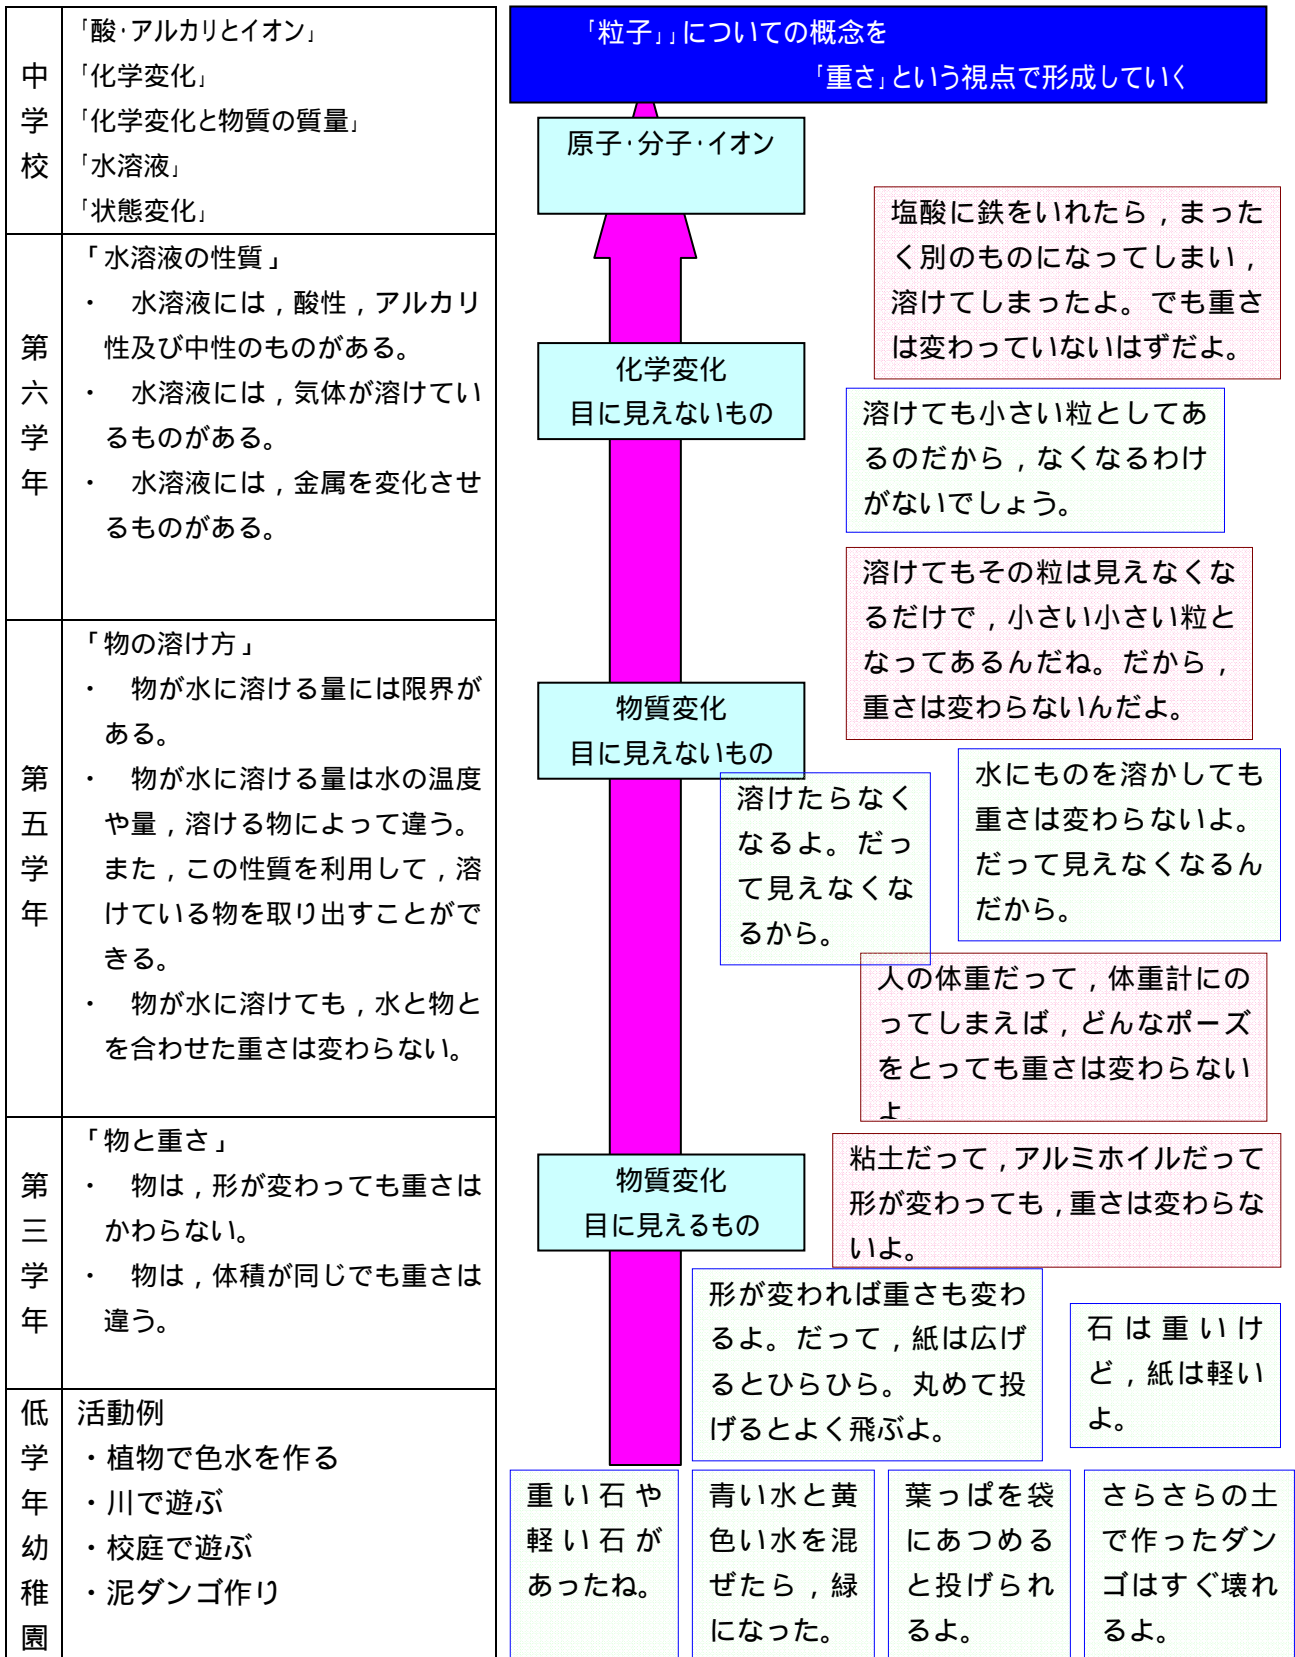 中学校
「酸・アルカリとイオン」
「化学変化」
「化学変化と物質の質量」
「水溶液」
「状態変化」
第六学年
「水溶液の性質」
・　水溶液には，酸性，アルカリ
性及び中性のものがある。
・　水溶液には，気体が溶けてい
るものがある。
・　水溶液には，金属を変化させ
るものがある。
第五学年
「物の溶け方」
・　物が水に溶ける量には限界が
ある。
・　物が水に溶ける量は水の温度
や量，溶ける物によって違う。
また，この性質を利用して，溶
けている物を取り出すことがで
きる。
・　物が水に溶けても，水と物と
を合わせた重さは変わらない。
第三学年
「物と重さ」
・　物は，形が変わっても重さは
かわらない。
・　物は，体積が同じでも重さは
違う。
低学年幼稚園
活動例
・植物で色水を作る
・川で遊ぶ
・校庭で遊ぶ
・泥ダンゴ作り
「粒子」」についての概念を
「重さ」という視点で形成していく
原子・分子・イオン
塩酸に鉄をいれたら，まった
く別のものになってしまい，
溶けてしまったよ。でも重さ
は変わっていないはずだよ。
化学変化
目に見えないもの
溶けても小さい粒としてあ
るのだから，なくなるわけ
がないでしょう。
溶けてもその粒は見えなくな
るだけで，小さい小さい粒と
なってあるんだね。だから，
重さは変わらないんだよ。
物質変化
目に見えないもの
溶けたらなく
なるよ。だっ
て見えなくな
るから。
水にものを溶かしても
重さは変わらないよ。
だって見えなくなるん
だから。
人の体重だって，体重計にの
ってしまえば，どんなポーズ
をとっても重さは変わらない
よ
物質変化
目に見えるもの
粘土だって，アルミホイルだって
形が変わっても，重さは変わらな
いよ。
形が変われば重さも変わ
るよ。だって，紙は広げ
るとひらひら。丸めて投
げるとよく飛ぶよ。
石は重いけ
ど，紙は軽い
よ。
重い石や
軽い石が
あったね。
青い水と黄
色い水を混
ぜたら，緑
になった。
葉っぱを袋
にあつめる
と投げられ
るよ。
さらさらの土
で作ったダン
ゴはすぐ壊れ
るよ。